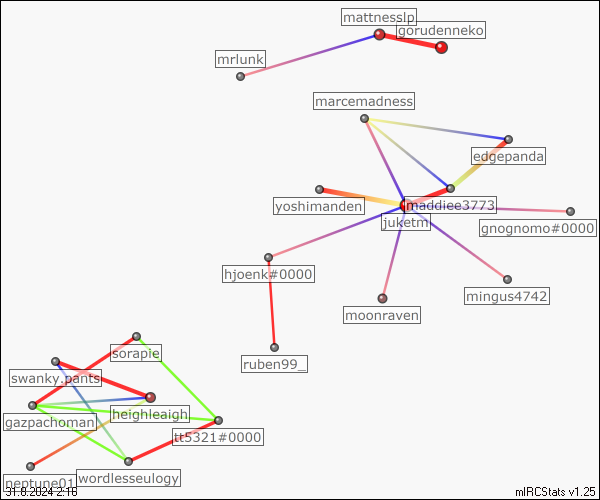 mattnesslp
gorudenneko
mrlunk
marcemadness
edgepanda
yoshimanden
maddiee3773
juketm
gnognomo#0000
hjoenk#0000
mingus4742
moonraven
sorapie
ruben99_
swanky.pants
heighleaigh
gazpachoman
tt5321#0000
neptune01
wordlesseulogy
31.8.2024 2:16
mIRCStats v1.25